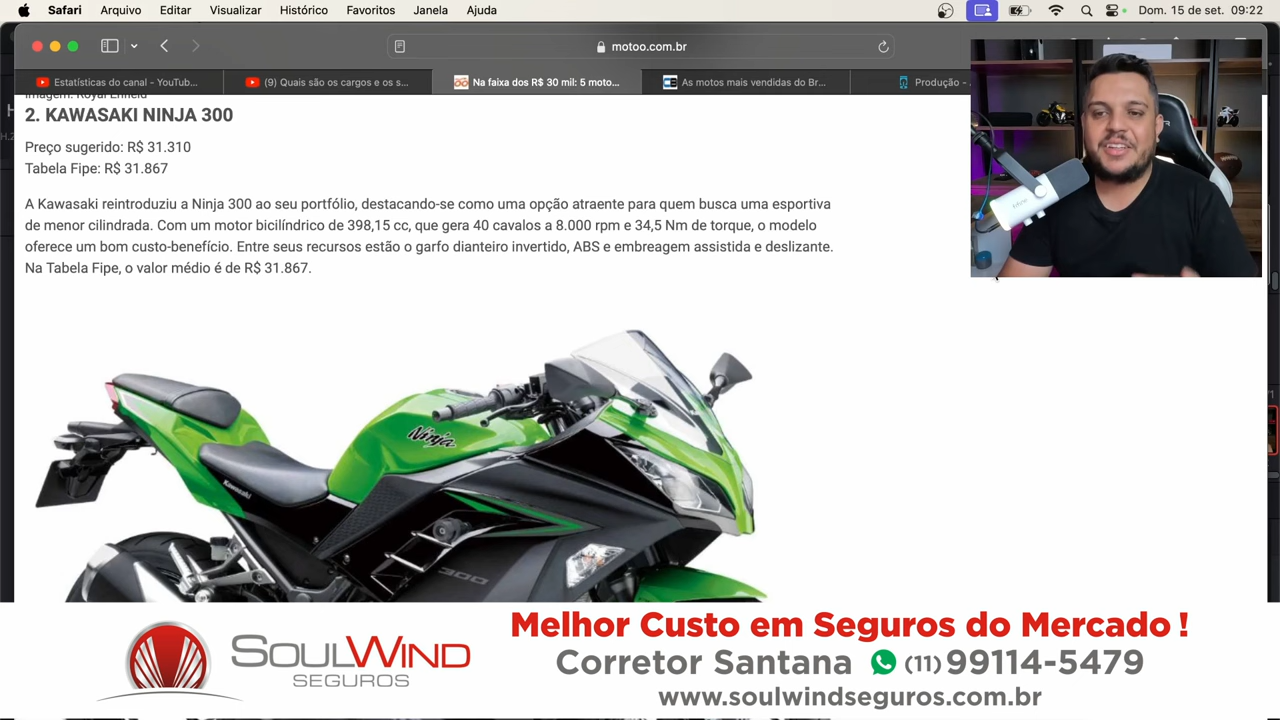 Safari Arquivo Editar Visualizar Histórico Favoritos Janela Ajuda Dom. 15 de set. 09:22
motoo.com.br
Estatísticas do canal - YouTub... (9) Quais são os cargos e os s... Na faixa dos R$ 30 mil: 5 moto... As motos mais vendidas do Br... Produção -
Imagem: Royal Enfield
2. KAWASAKI NINJA 300
Preço sugerido: R$ 31.310
Tabela Fipe: R$ 31.867
A Kawasaki reintroduziu a Ninja 300 ao seu portfólio, destacando-se como uma opção atraente para quem busca uma esportiva
de menor cilindrada. Com um motor bicilíndrico de 398,15 cc, que gera 40 cavalos a 8.000 rpm e 34,5 Nm de torque, o modelo
oferece um bom custo-benefício. Entre seus recursos estão o garfo dianteiro invertido, ABS e embreagem assistida e deslizante.
Na Tabela Fipe, o valor médio é de R$ 31.867.
Ninja
Kawasaki
300
Melhor Custo em Seguros do Mercado !
SOULWIND
SEGUROS
Corretor Santana (11) 99114-5479
www.soulwindseguros.com.br